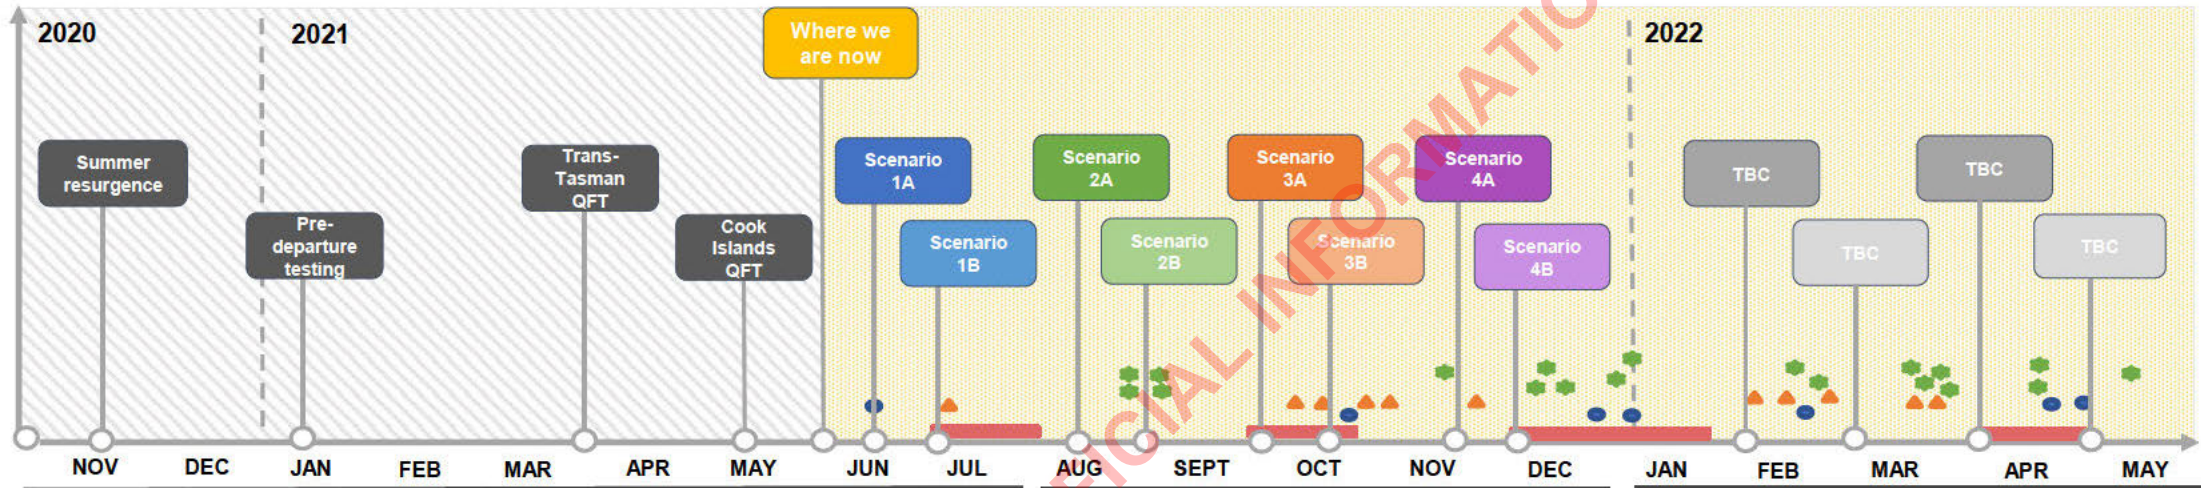 2020
2021
Where we
are now
2022
Summer
resurgence
Trans-
Tasman
QFT
Scenario
1A
Scenario
2A
Scenario
3A
Scenario
4A
TBC
TBC
Pre-
departure
testing
Cook
Islands
QFT
Scenario
1B
Scenario
2B
Scenario
3B
Scenario
4B
TBC
TBC
NOV DEC JAN FEB MAR APR MAY JUN JUL AUG SEPT OCT NOV DEC JAN FEB MAR APR MAY
FICIAL INFORMATIO